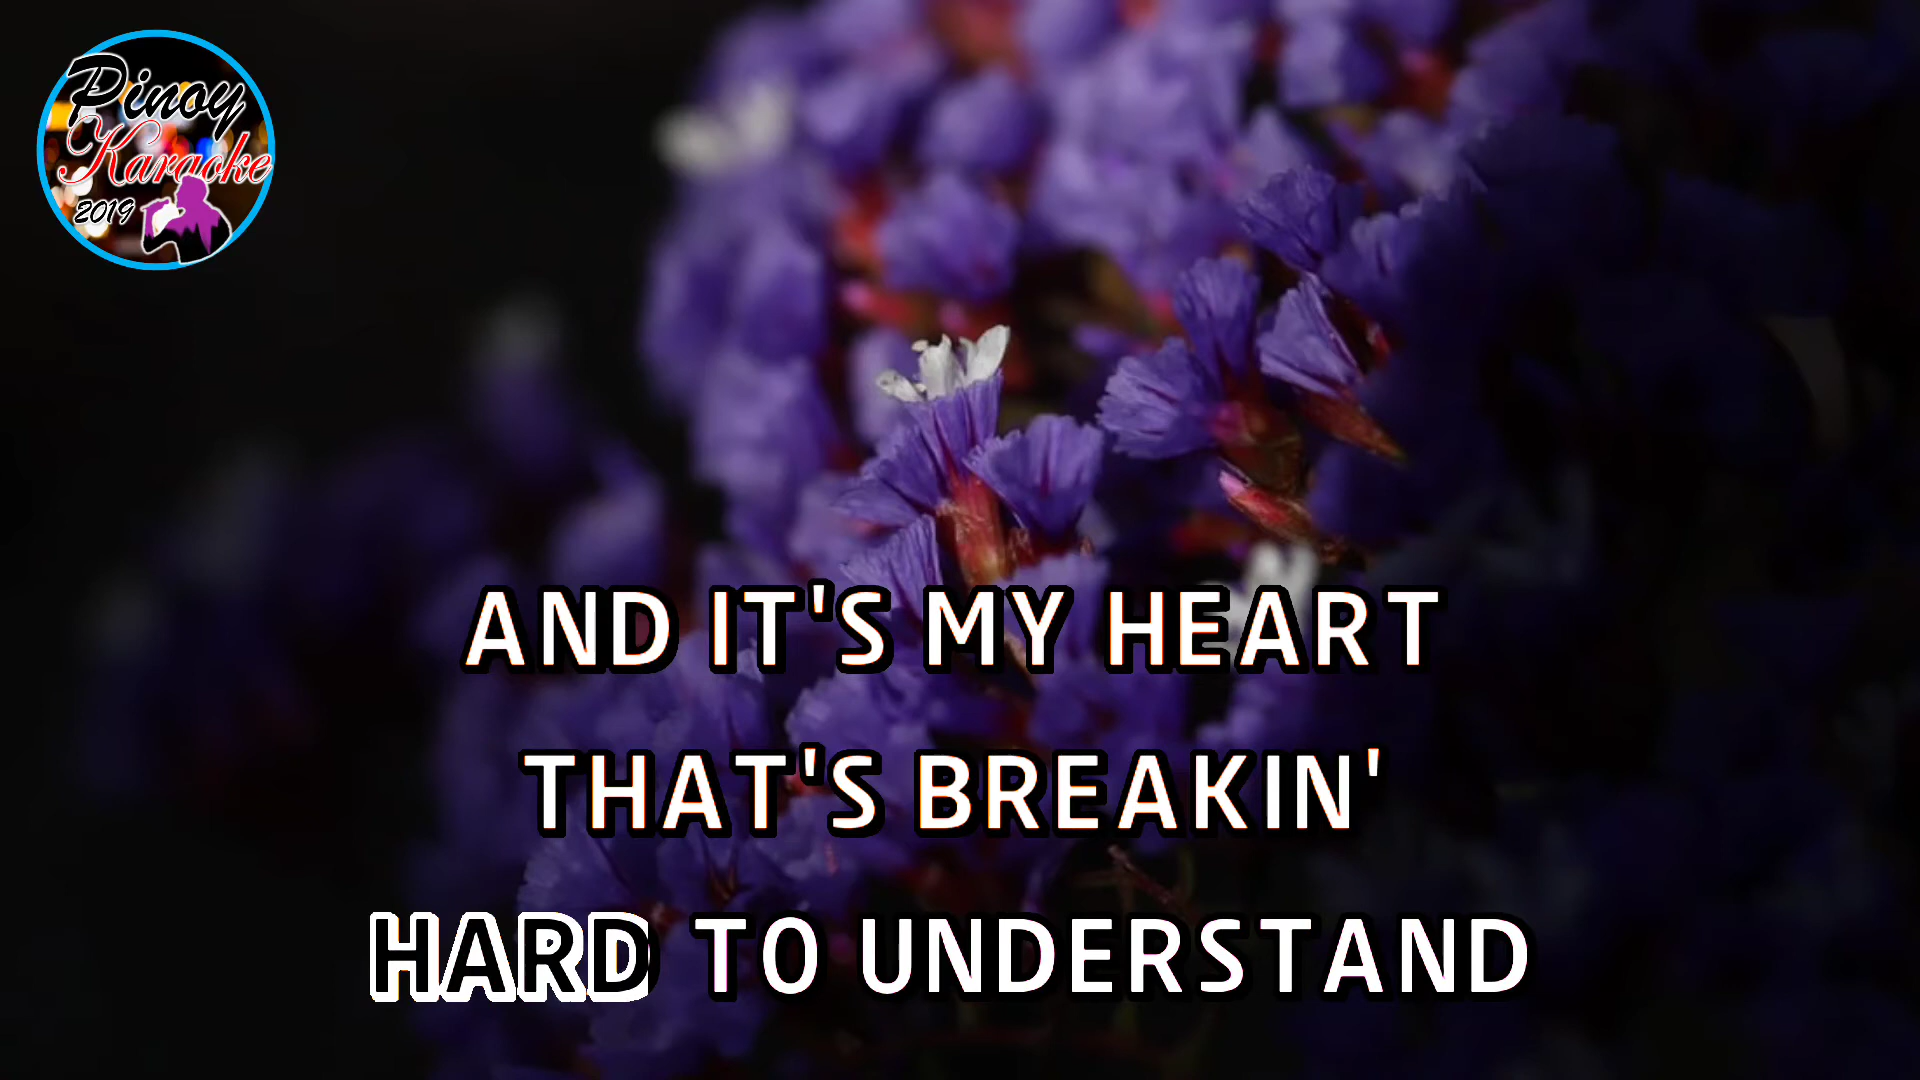 Pinoy
Karaoke
2019
AND IT'S MY HEART
THAT'S BREAKIN'
HARD TO UNDERSTAND